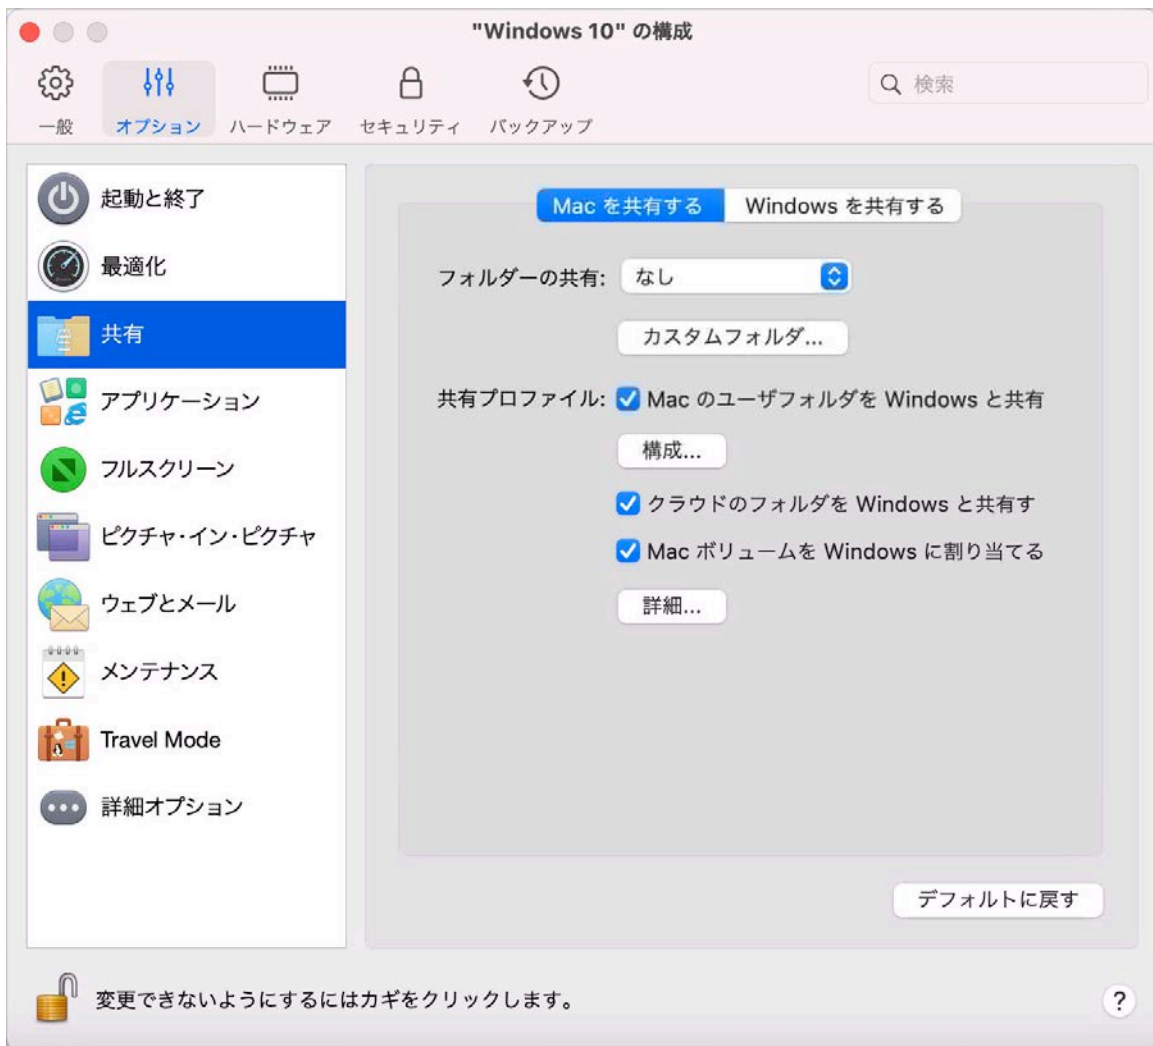 "Windows 10" の構成
一般
オプション
ハードウェア
セキュリティ
バックアップ
検索
起動と終了
最適化
共有
アプリケーション
フルスクリーン
ピクチャ・イン・ピクチャ
ウェブとメール
メンテナンス
Travel Mode
詳細オプション
Mac を共有する
Windows を共有する
フォルダーの共有: なし
カスタムフォルダ...
共有プロファイル: Mac のユーザフォルダを Windows と共有
構成...
クラウドのフォルダを Windows と共有す
Mac ボリュームを Windows に割り当てる
詳細...
デフォルトに戻す
変更できないようにするにはカギをクリックします。
?